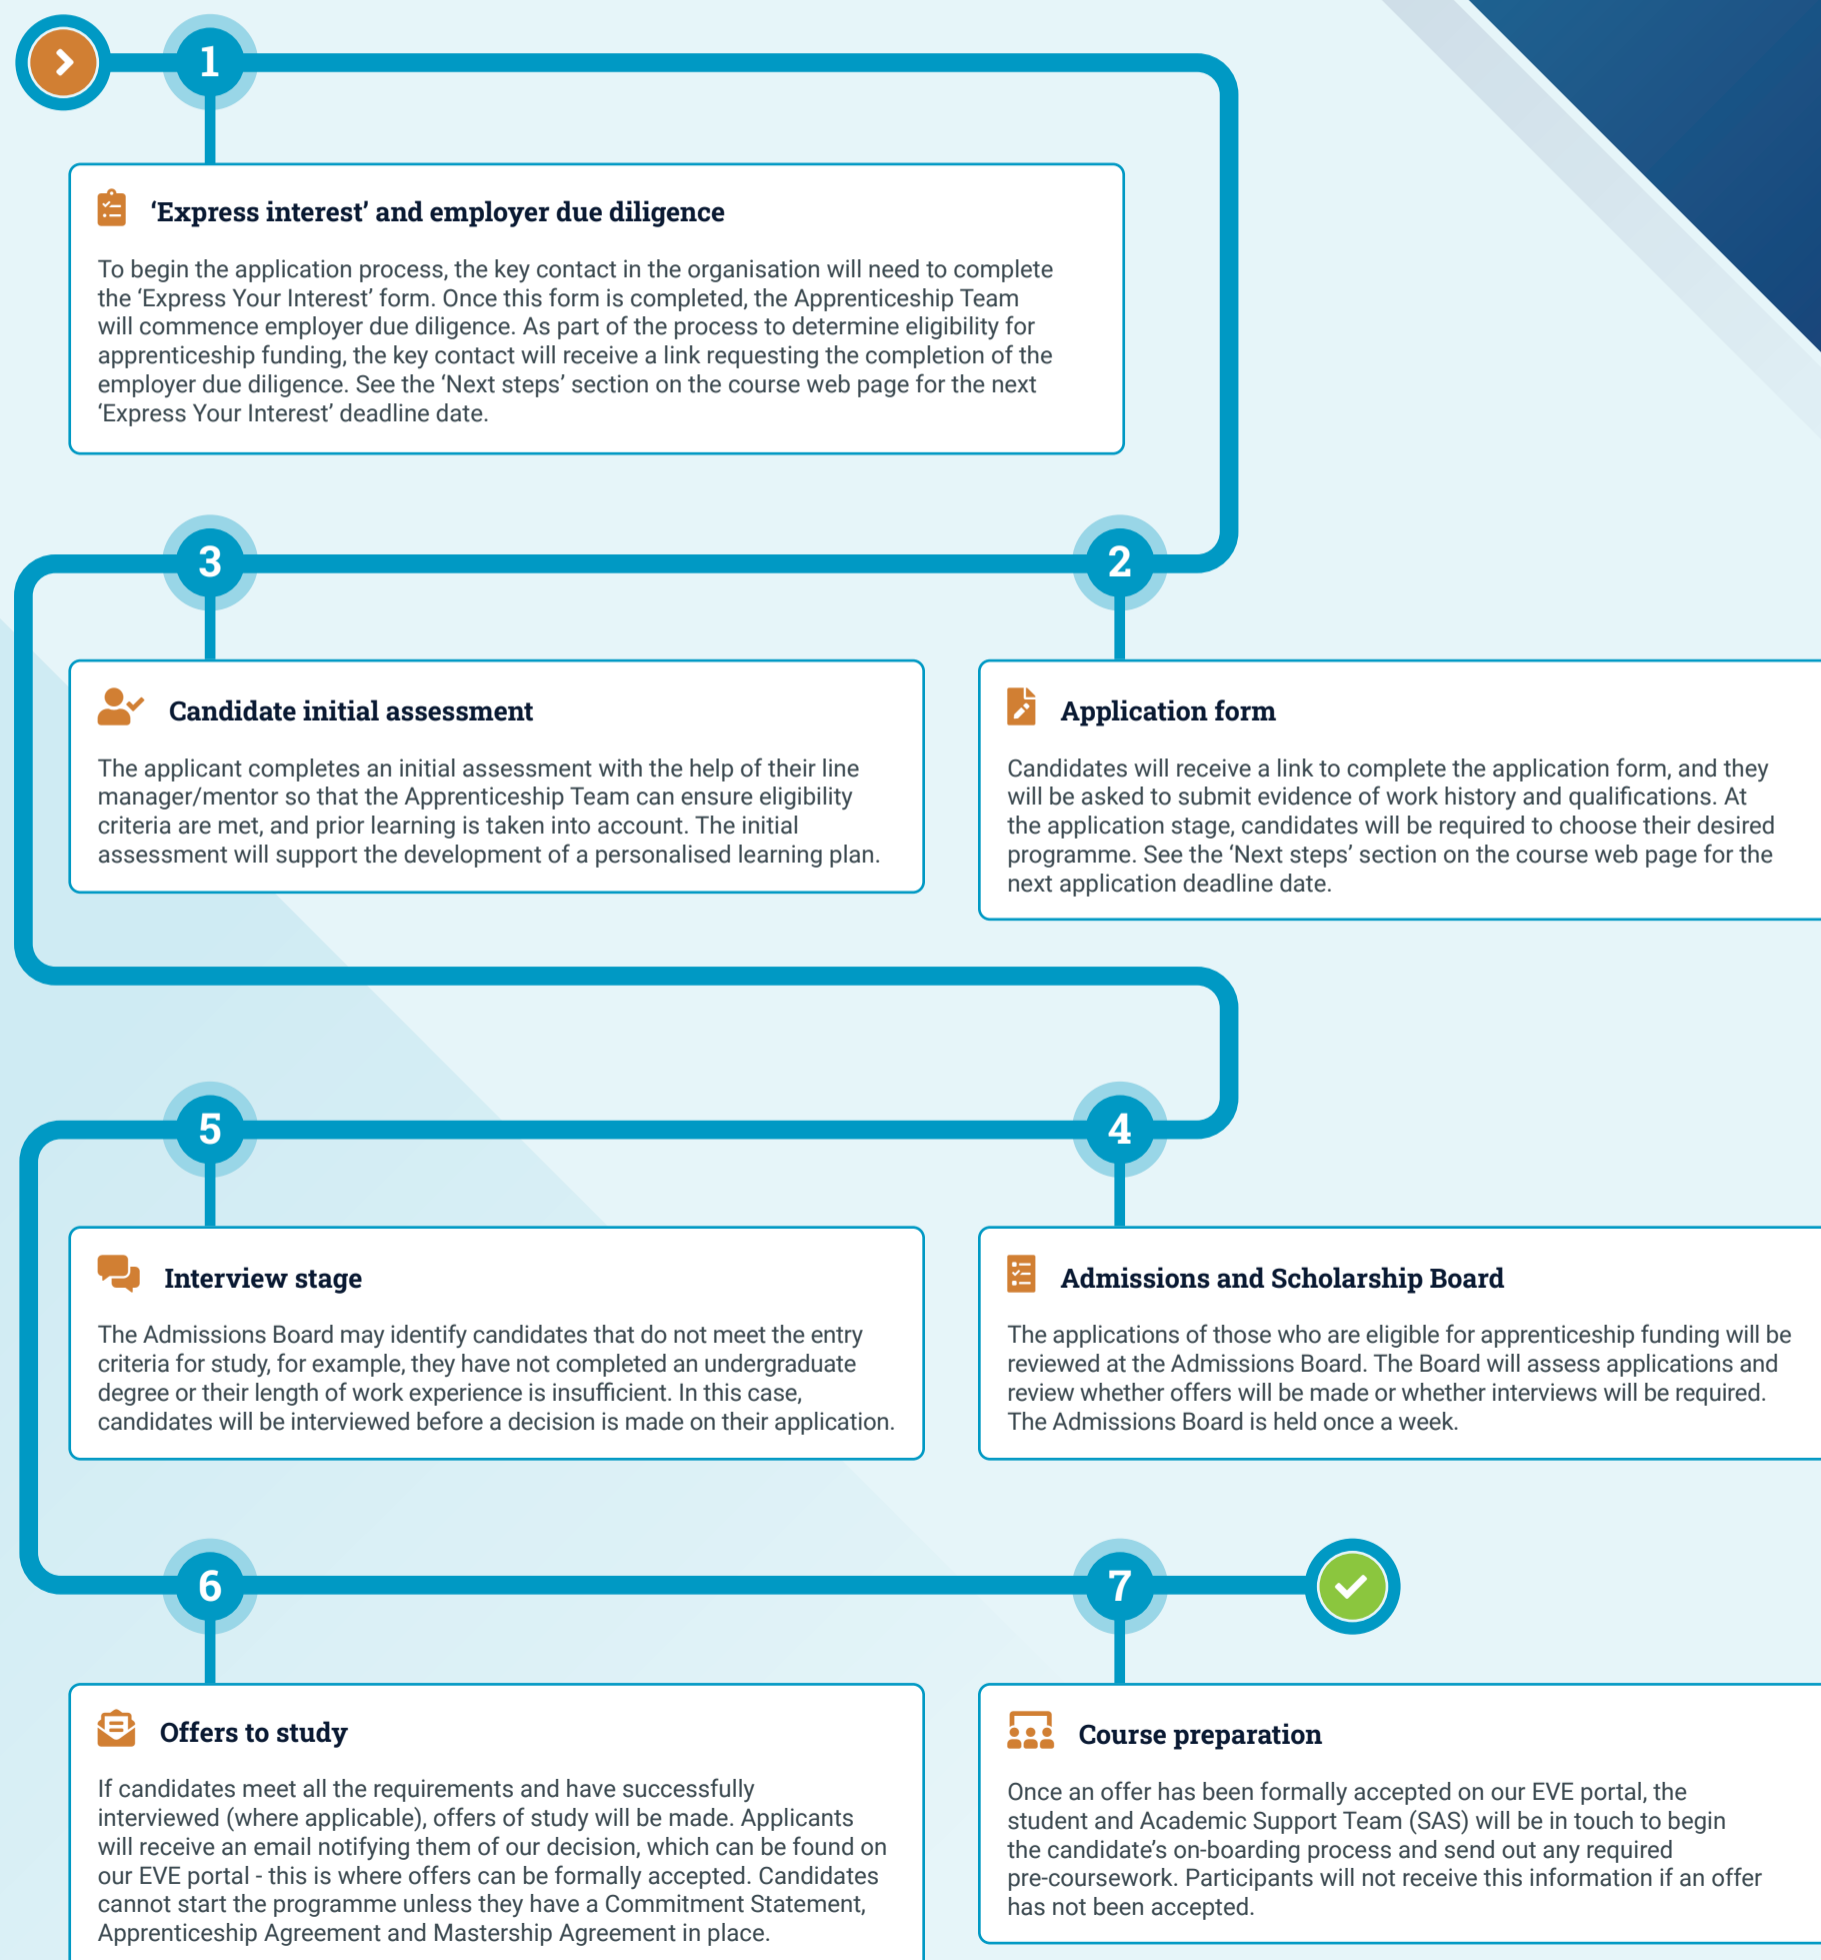 1
‘Express interest’ and employer due diligence
To begin the application process, the key contact in the organisation will need to complete
the ‘Express Your Interest’ form. Once this form is completed, the Apprenticeship Team
will commence employer due diligence. As part of the process to determine eligibility for
apprenticeship funding, the key contact will receive a link requesting the completion of the
employer due diligence. See the ‘Next steps’ section on the course web page for the next
‘Express Your Interest’ deadline date.
2
Application form
Candidates will receive a link to complete the application form, and they
will be asked to submit evidence of work history and qualifications. At
the application stage, candidates will be required to choose their desired
programme. See the ‘Next steps’ section on the course web page for the
next application deadline date.
3
Candidate initial assessment
The applicant completes an initial assessment with the help of their line
manager/mentor so that the Apprenticeship Team can ensure eligibility
criteria are met, and prior learning is taken into account. The initial
assessment will support the development of a personalised learning plan.
4
Admissions and Scholarship Board
The applications of those who are eligible for apprenticeship funding will be
reviewed at the Admissions Board. The Board will assess applications and
review whether offers will be made or whether interviews will be required.
The Admissions Board is held once a week.
5
Interview stage
The Admissions Board may identify candidates that do not meet the entry
criteria for study, for example, they have not completed an undergraduate
degree or their length of work experience is insufficient. In this case,
candidates will be interviewed before a decision is made on their application.
6
Offers to study
If candidates meet all the requirements and have successfully
interviewed (where applicable), offers of study will be made. Applicants
will receive an email notifying them of our decision, which can be found on
our EVE portal - this is where offers can be formally accepted. Candidates
cannot start the programme unless they have a Commitment Statement,
Apprenticeship Agreement and Mastership Agreement in place.
7
Course preparation
Once an offer has been formally accepted on our EVE portal, the
student and Academic Support Team (SAS) will be in touch to begin
the candidate’s on-boarding process and send out any required
pre-coursework. Participants will not receive this information if an offer
has not been accepted.